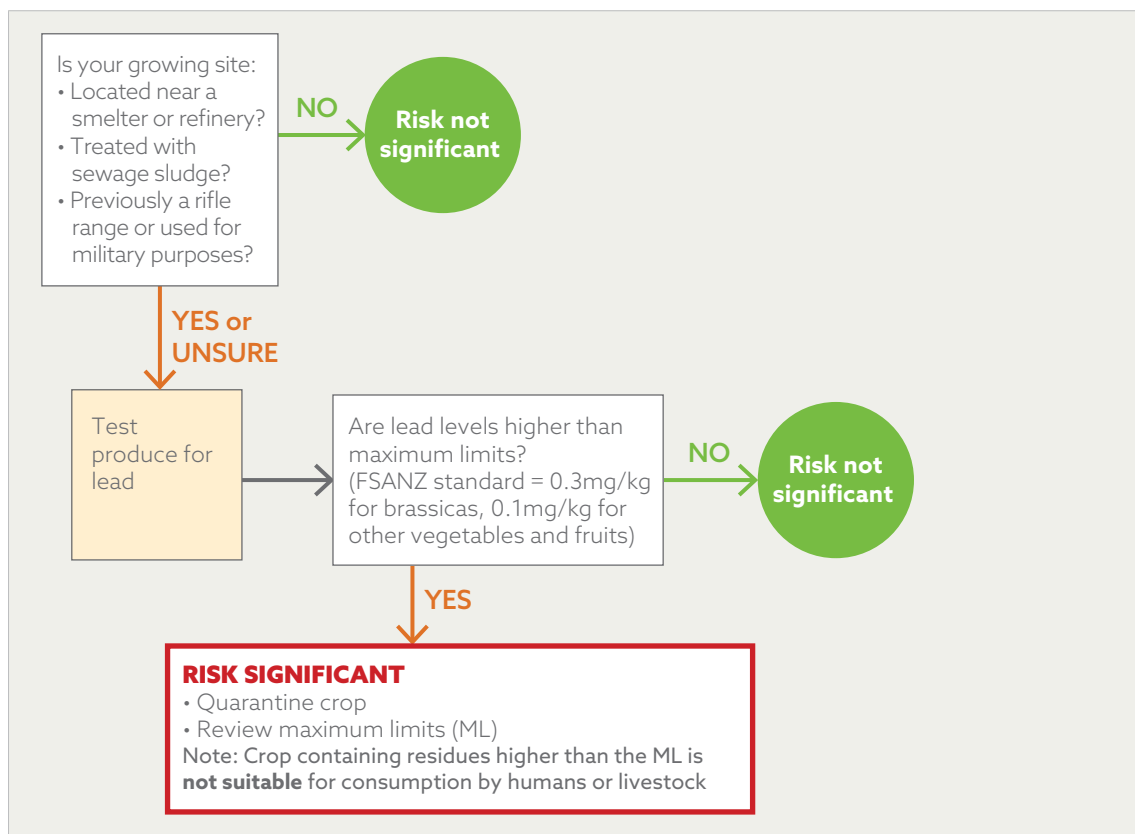 Is your growing site:
• Located near a
smelter or refinery?
• Treated with
sewage sludge?
• Previously a rifle
range or used for
military purposes?
NO
Risk not
significant
YES or
UNSURE
Test
produce for
lead
Are lead levels higher than
maximum limits?
(FSANZ standard = 0.3mg/kg
for brassicas, 0.1mg/kg for
other vegetables and fruits)
NO
Risk not
significant
YES
RISK SIGNIFICANT
• Quarantine crop
• Review maximum limits (ML)
Note: Crop containing residues higher than the ML is
not suitable for consumption by humans or livestock